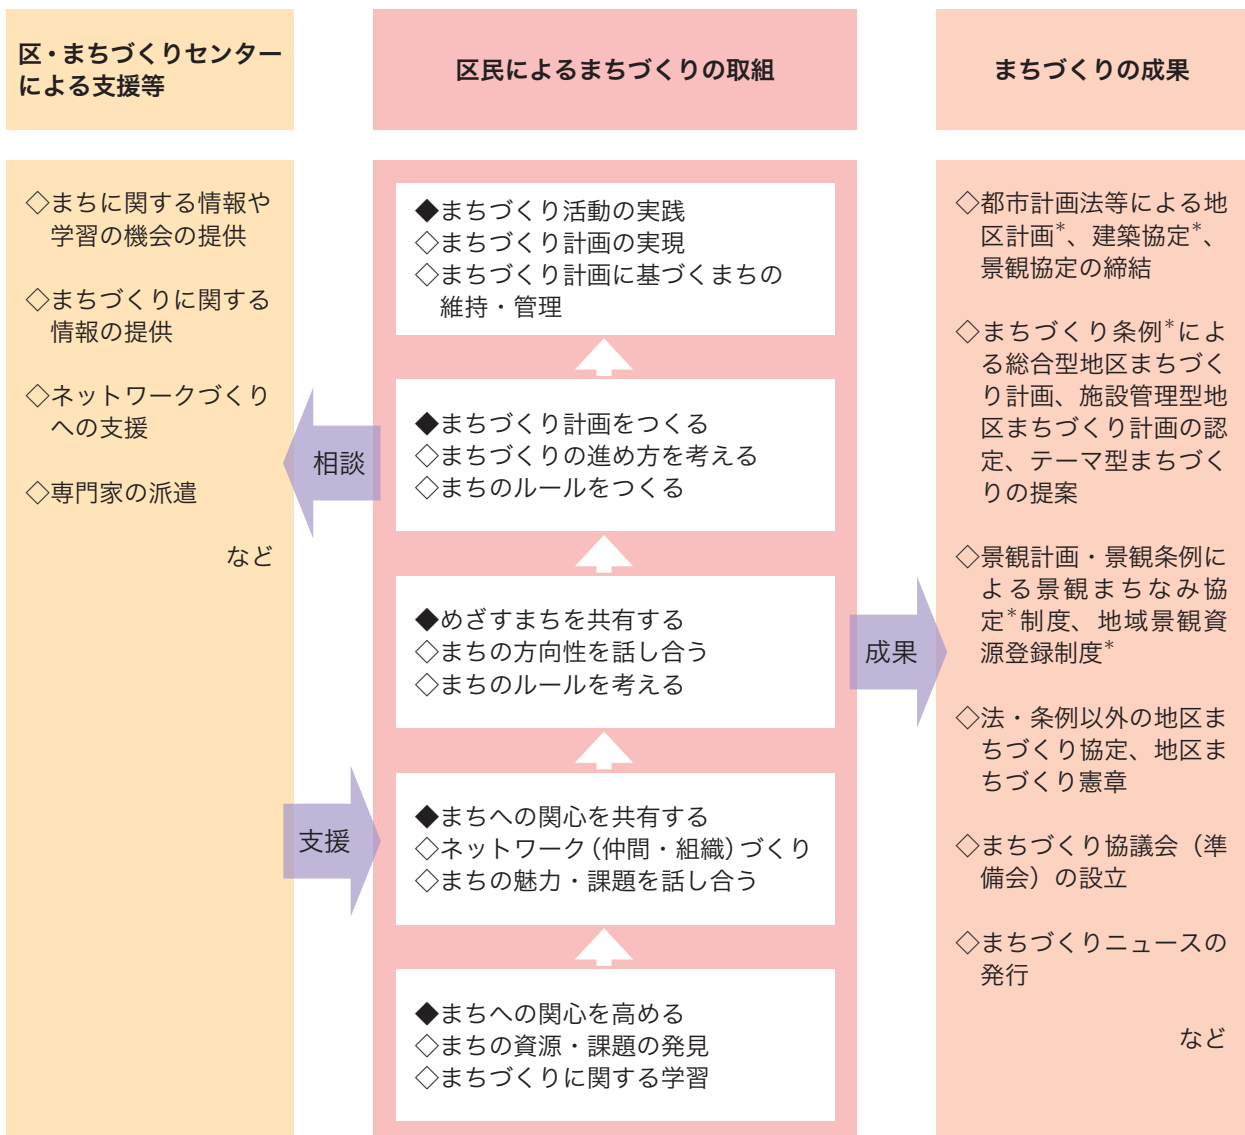 区・まちづくりセンター
による支援等
区民によるまちづくりの取組
まちづくりの成果
◇まちに関する情報や
学習の機会の提供
◇まちづくりに関する
情報の提供
◇ネットワークづくり
への支援
◇専門家の派遣
など
相談
支援
◆まちづくり活動の実践
◇まちづくり計画の実現
◇まちづくり計画に基づくまちの
維持・管理
◆まちづくり計画をつくる
◇まちづくりの進め方を考える
◇まちのルールをつくる
◆めざすまちを共有する
◇まちの方向性を話し合う
◇まちのルールを考える
◆まちへの関心を共有する
◇ネットワーク(仲間・組織)づくり
◇まちの魅力・課題を話し合う
◆まちへの関心を高める
◇まちの資源・課題の発見
◇まちづくりに関する学習
成果
◇都市計画法等による地
区計画*、建築協定*、
景観協定の締結
◇まちづくり条例*によ
る総合型地区まちづく
り計画、施設管理型地
区まちづくり計画の認
定、テーマ型まちづく
りの提案
◇景観計画・景観条例に
よる景観まちなみ協
定*制度、地域景観資
源登録制度*
◇法・条例以外の地区ま
ちづくり協定、地区ま
ちづくり憲章
◇まちづくり協議会（準
備会）の設立
◇まちづくりニュースの
発行
など